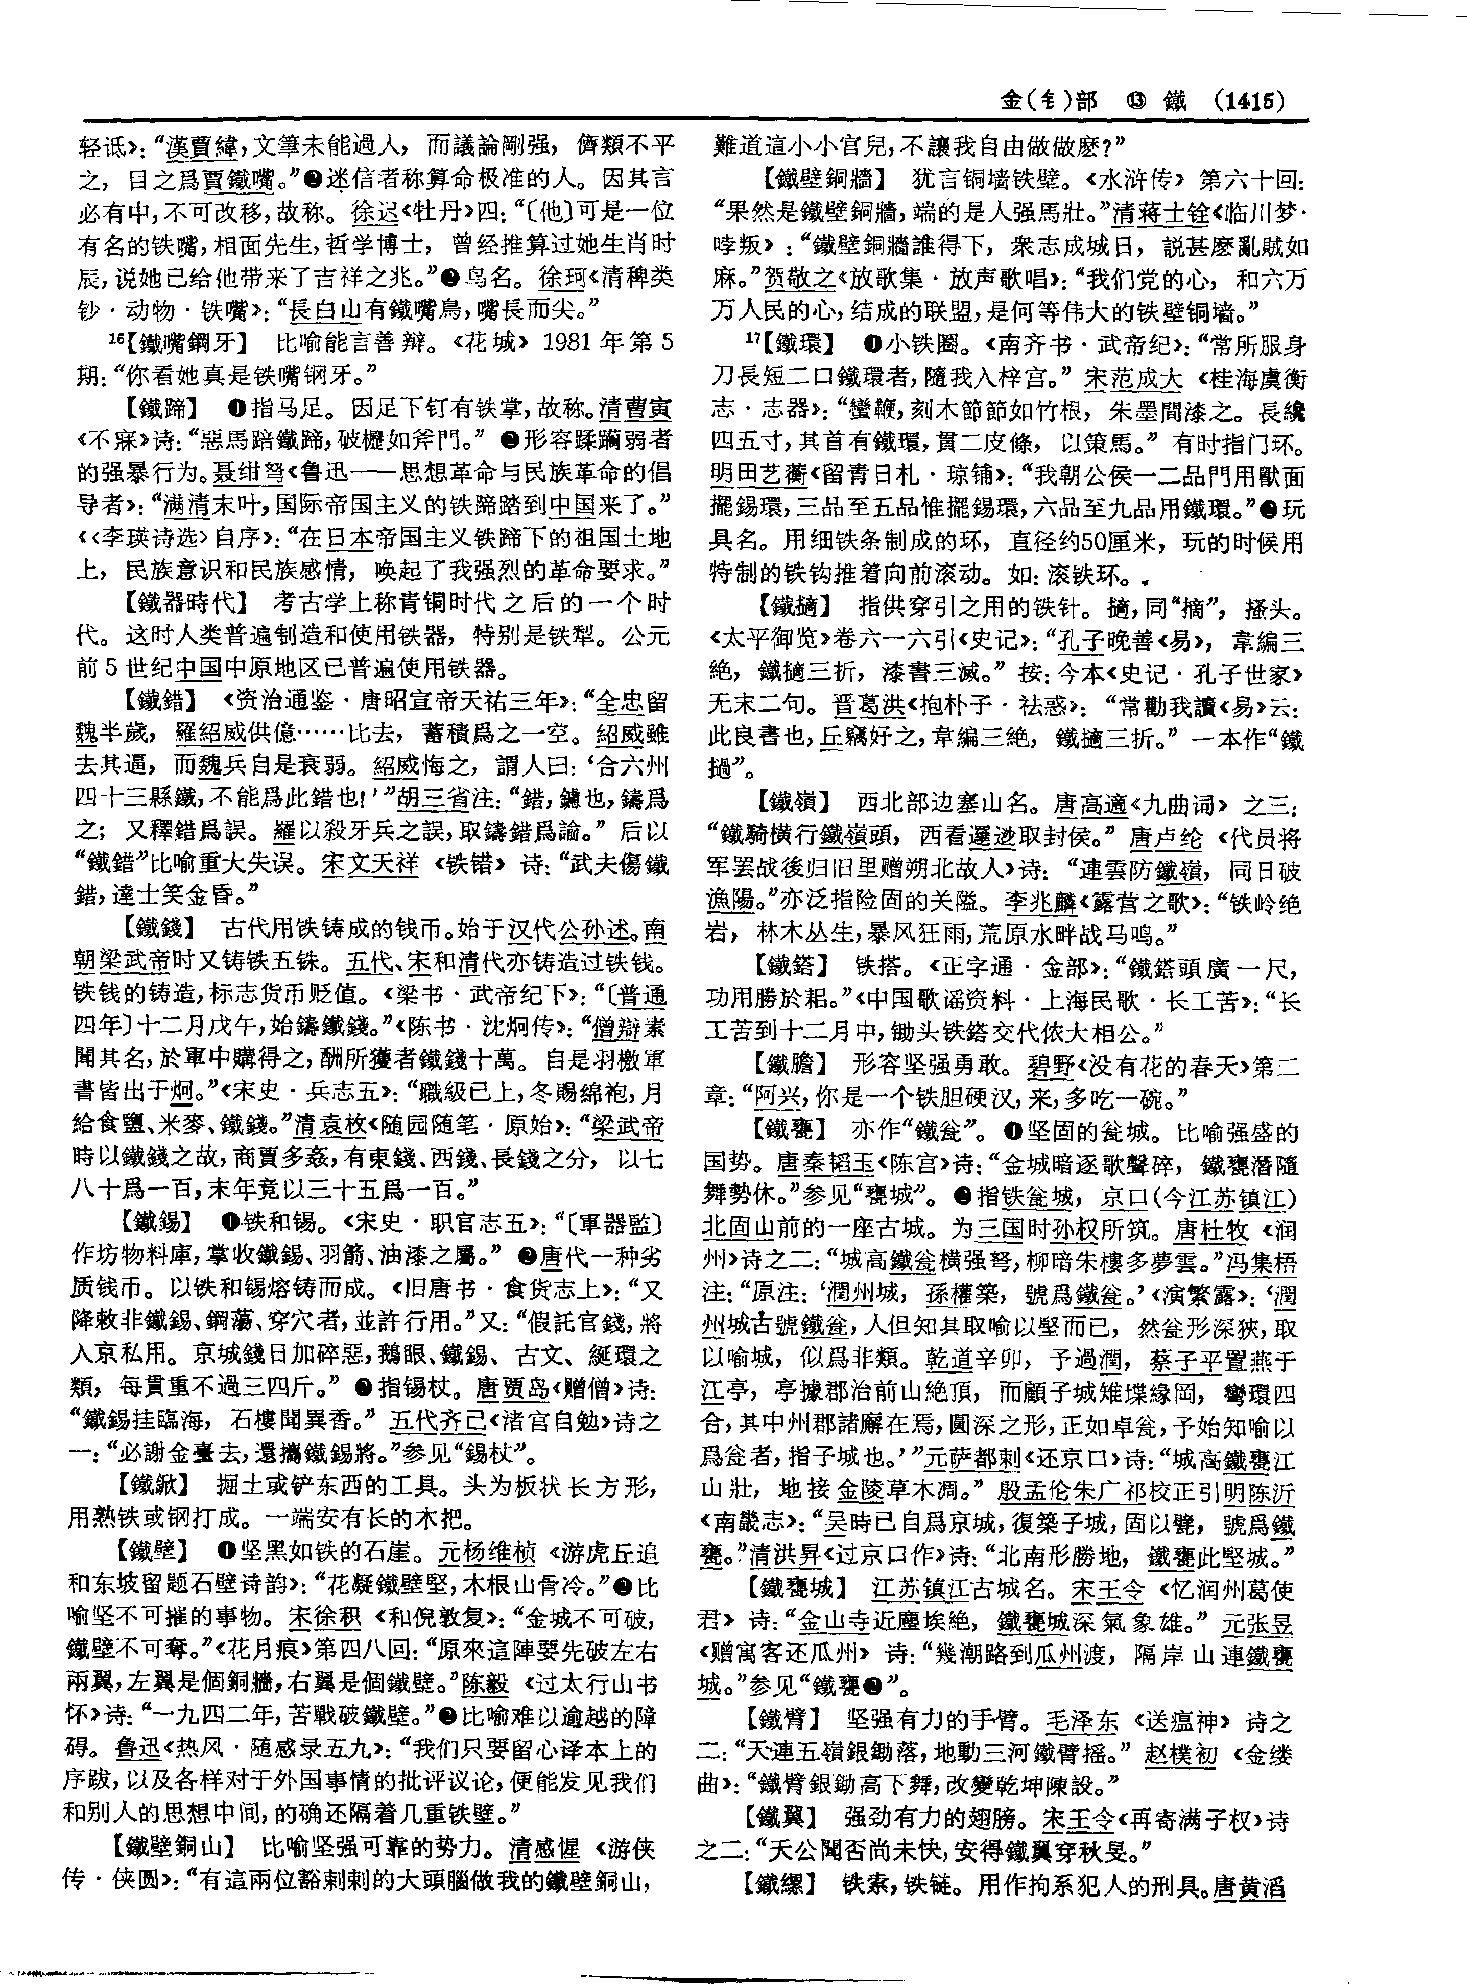 金(钅)部 ⑬ 鐵 (1415)
轻诋》：“漢賈緯，文筆未能過人，而議論剛强，儕類不平
之，目之爲賈鐵嘴。”❷迷信者称算命极准的人。因其言
必有中，不可改移，故称。徐迟《牡丹》四：“〔他〕可是一位
有名的铁嘴，相面先生，哲学博士，曾经推算过她生肖时
辰，说她已给他带来了吉祥之兆。”❸鸟名。徐珂《清稗类
钞·动物·铁嘴》：“長白山有鐵嘴鳥，嘴長而尖。”
16【鐵嘴鋼牙】 比喻能言善辩。《花城》1981年第5
期：“你看她真是铁嘴钢牙。”
【鐵蹄】 ❶指马足。因足下钉有铁掌，故称。清曹寅
《不寐》诗：“惡馬踣鐵蹄，破櫪如斧門。”❷形容蹂躏弱者
的强暴行为。聂绀弩《鲁迅——思想革命与民族革命的倡
导者》：“满清末叶，国际帝国主义的铁蹄踏到中国来了。”
《〈李瑛诗选〉自序》：“在日本帝国主义铁蹄下的祖国土地
上，民族意识和民族感情，唤起了我强烈的革命要求。”
【鐵器時代】 考古学上称青铜时代之后的一个时
代。这时人类普遍制造和使用铁器，特别是铁犁。公元
前5世纪中国中原地区已普遍使用铁器。
【鐵錯】 《资治通鉴·唐昭宣帝天祐三年》：“全忠留
魏半歲，羅紹威供億……比去，蓄積爲之一空。紹威雖
去其逼，而魏兵自是衰弱。紹威悔之，謂人曰：‘合六州
四十三縣鐵，不能爲此錯也！’”胡三省注：“錯，鑢也，鑄爲
之；又釋錯爲誤。羅以殺牙兵之誤，取鑄錯爲諭。”后以
“鐵錯”比喻重大失误。宋文天祥《铁错》诗：“武夫傷鐵
錯，達士笑金昏。”
【鐵錢】 古代用铁铸成的钱币。始于汉代公孙述。南
朝梁武帝时又铸铁五铢。五代、宋和清代亦铸造过铁钱。
铁钱的铸造，标志货币贬值。《梁书·武帝纪下》：“〔普通
四年〕十二月戊午，始鑄鐵錢。”《陈书·沈炯传》：“僧辯素
聞其名，於軍中購得之，酬所獲者鐵錢十萬。自是羽檄軍
書皆出于炯。”《宋史·兵志五》：“職級已上，冬賜綿袍，月
給食鹽、米麥、鐵錢。”清袁枚《随园随笔·原始》：“梁武帝
時以鐵錢之故，商賈多姦，有東錢、西錢、長錢之分，以七
八十爲一百，末年竟以三十五爲一百。”
【鐵錫】 ❶铁和锡。《宋史·职官志五》：“〔軍器監〕
作坊物料庫，掌收鐵錫、羽箭、油漆之屬。”❷唐代一种劣
质钱币。以铁和锡熔铸而成。《旧唐书·食货志上》：“又
降敕非鐵錫、銅蕩、穿穴者，並許行用。”又：“假託官錢，將
入京私用。京城錢日加碎惡，鵝眼、鐵錫、古文、綖環之
類，每貫重不過三四斤。”❸指锡杖。唐贾岛《赠僧》诗：
“鐵錫挂臨海，石樓聞異香。”五代齐己《渚宫自勉》诗之
一：“必謝金臺去，還攜鐵錫將。”参见“錫杖”。
【鐵鍁】 掘土或铲东西的工具。头为板状长方形，
用熟铁或钢打成。一端安有长的木把。
【鐵壁】 ❶坚黑如铁的石崖。元杨维桢《游虎丘追
和东坡留题石壁诗韵》：“花凝鐵壁堅，木根山骨冷。”❷比
喻坚不可摧的事物。宋徐积《和倪敦复》：“金城不可破，
鐵壁不可奪。”《花月痕》第四八回：“原來這陣要先破左右
兩翼，左翼是個銅牆，右翼是個鐵壁。”陈毅《过太行山书
怀》诗：“一九四二年，苦戰破鐵壁。”❸比喻难以逾越的障
碍。鲁迅《热风·随感录五九》：“我们只要留心译本上的
序跋，以及各样对于外国事情的批评议论，便能发见我们
和别人的思想中间，的确还隔着几重铁壁。”
【鐵壁銅山】 比喻坚强可靠的势力。清感惺《游侠
传·侠圆》：“有這兩位豁剌剌的大頭腦做我的鐵壁銅山，
難道這小小官兒，不讓我自由做做麽？”
【鐵壁銅牆】 犹言铜墙铁壁。《水浒传》第六十回：
“果然是鐵壁銅牆，端的是人强馬壯。”清蒋士铨《临川梦·
哱叛》：“鐵壁銅牆誰得下，衆志成城日，説甚麽亂賊如
麻。”贺敬之《放歌集·放声歌唱》：“我们党的心，和六万
万人民的心，结成的联盟，是何等伟大的铁壁铜墙。”
17【鐵環】 ❶小铁圈。《南齐书·武帝纪》：“常所服身
刀長短二口鐵環者，隨我入梓宫。”宋范成大《桂海虞衡
志·志器》：“蠻鞭，刻木節節如竹根，朱墨間漆之。長纔
四五寸，其首有鐵環，貫二皮條，以策馬。”有时指门环。
明田艺蘅《留青日札·琼铺》：“我朝公侯一二品門用獸面
擺錫環，三品至五品惟擺錫環，六品至九品用鐵環。”❷玩
具名。用细铁条制成的环，直径约50厘米，玩的时候用
特制的铁钩推着向前滚动。如：滚铁环。
【鐵擿】 指供穿引之用的铁针。擿，同“摘”，搔头。
《太平御览》卷六一六引《史记》：“孔子晚善《易》，韋編三
絶，鐵擿三折，漆書三滅。”按：今本《史记·孔子世家》
无末二句。晋葛洪《抱朴子·祛惑》：“常勸我讀《易》云：
此良書也，丘竊好之，韋編三絶，鐵擿三折。”一本作“鐵
撾”。
【鐵嶺】 西北部边塞山名。唐高適《九曲词》之三：
“鐵騎横行鐵嶺頭，西看邏逤取封侯。”唐卢纶《代员将
军罢战後归旧里赠朔北故人》诗：“連雲防鐵嶺，同日破
漁陽。”亦泛指险固的关隘。李兆麟《露营之歌》：“铁岭绝
岩，林木丛生，暴风狂雨，荒原水畔战马鸣。”
【鐵鎝】 铁搭。《正字通·金部》：“鐵鎝頭廣一尺，
功用勝於耜。”《中国歌谣资料·上海民歌·长工苦》：“长
工苦到十二月中，锄头铁鎝交代侬大相公。”
【鐵膽】 形容坚强勇敢。碧野《没有花的春天》第二
章：“阿兴，你是一个铁胆硬汉，来，多吃一碗。”
【鐵甕】 亦作“鐵瓮”。❶坚固的瓮城。比喻强盛的
国势。唐秦韬玉《陈宫》诗：“金城暗逐歌聲碎，鐵甕潛隨
舞勢休。”参见“甕城”。❷指铁瓮城，京口(今江苏镇江)
北固山前的一座古城。为三国时孙权所筑。唐杜牧《润
州》诗之二：“城高鐵瓮横强弩，柳暗朱樓多夢雲。”冯集梧
注：“原注：‘潤州城，孫權築，號爲鐵瓮。’《演繁露》：‘潤
州城古號鐵瓮，人但知其取喻以堅而已，然瓮形深狹，取
以喻城，似爲非類。乾道辛卯，予過潤，蔡子平置燕于
江亭，亭據郡治前山絶頂，而顧子城雉堞緣岡，彎環四
合，其中州郡諸廨在焉，圓深之形，正如卓瓮，予始知喻以
爲瓮者，指子城也。’”元萨都剌《还京口》诗：“城高鐵甕江
山壯，地接金陵草木凋。”殷孟伦朱广祁校正引明陈沂
《南畿志》：“吴時已自爲京城，復築子城，固以甓，號爲鐵
甕。”清洪昇《过京口作》诗：“北南形勝地，鐵甕此堅城。”
【鐵甕城】 江苏镇江古城名。宋王令《忆润州葛使
君》诗：“金山寺近塵埃絶，鐵甕城深氣象雄。”元张昱
《赠寓客还瓜州》诗：“幾潮路到瓜州渡，隔岸山連鐵甕
城。”参见“鐵甕❷”。
【鐵臂】 坚强有力的手臂。毛泽东《送瘟神》诗之
二：“天連五嶺銀鋤落，地動三河鐵臂摇。”赵樸初《金缕
曲》：“鐵臂銀鋤高下舞，改變乾坤陳設。”
【鐵翼】 强劲有力的翅膀。宋王令《再寄满子权》诗
之二：“天公聞否尚未快，安得鐵翼穿秋旻。”
【鐵縲】 铁索，铁链。用作拘系犯人的刑具。唐黄滔